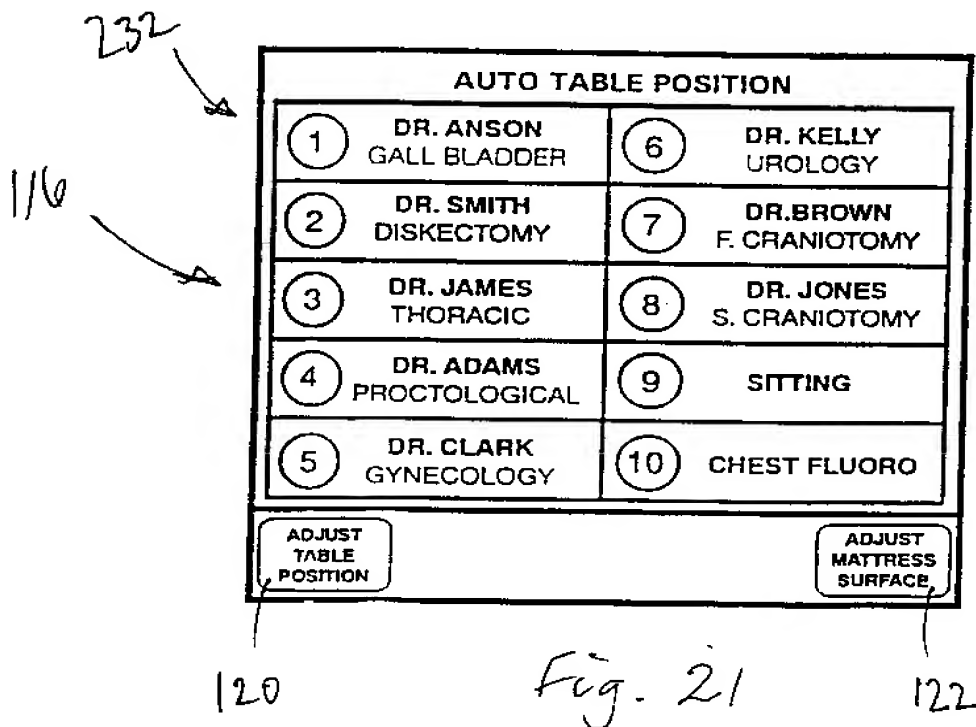 232
116
AUTO TABLE POSITION
1
DR. ANSON
GALL BLADDER
6
DR. KELLY
UROLOGY
2
DR. SMITH
DISKECTOMY
7
DR.BROWN
F. CRANIOTOMY
3
DR. JAMES
THORACIC
8
DR. JONES
S. CRANIOTOMY
4
DR. ADAMS
PROCTOLOGICAL
9
SITTING
5
DR. CLARK
GYNECOLOGY
10
CHEST FLUORO
ADJUST
TABLE
POSITION
ADJUST
MATTRESS
SURFACE
120
Fig. 21
122